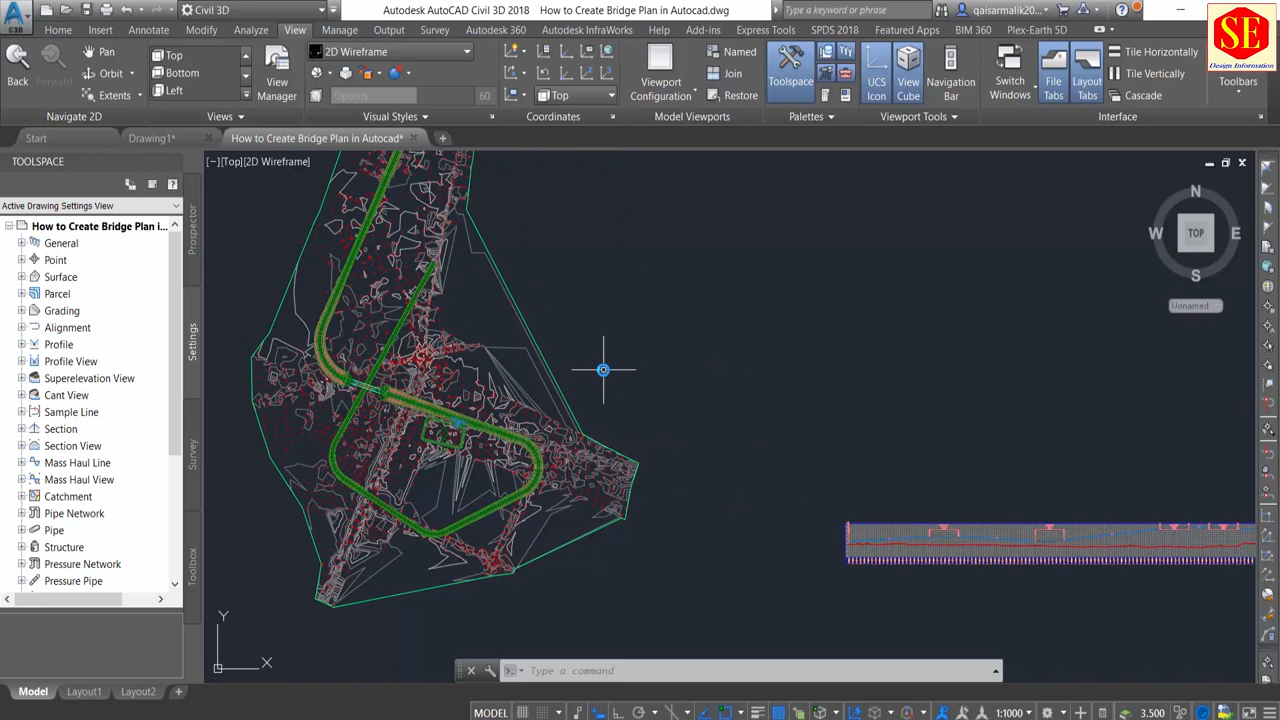 Civil 3D
Autodesk AutoCAD Civil 3D 2018 How to Create Bridge Plan in Autocad.dwg
Type a keyword or phrase
qaisarmalik20...
SE
Design Information
Home Insert Annotate Modify Analyze View Manage Output Survey Autodesk 360 Autodesk InfraWorks Help Add-ins Express Tools SPDS 2018 Featured Apps BIM 360 Plex-Earth 5D
Back
Forward
Pan
Orbit
Extents
Navigate 2D
Top
Bottom
Left
View
Manager
Views
2D Wireframe
Opacity 60
Visual Styles
Top
Coordinates
Viewport
Configuration
Named
Join
Restore
Model Viewports
Toolspace
Palettes
UCS
Icon
View
Cube
Navigation
Bar
Viewport Tools
Switch
Windows
File
Tabs
Layout
Tabs
Tile Horizontally
Tile Vertically
Cascade
Interface
Toolbars
Start Drawing1* How to Create Bridge Plan in Autocad*
TOOLSPACE
Active Drawing Settings View
How to Create Bridge Plan i...
General
Point
Surface
Parcel
Grading
Alignment
Profile
Profile View
Superelevation View
Cant View
Sample Line
Section
Section View
Mass Haul Line
Mass Haul View
Catchment
Pipe Network
Pipe
Structure
Pressure Network
Pressure Pipe
Prospector
Settings
Survey
Toolbox
[−][Top][2D Wireframe]
N
W TOP E
S
Unnamed
Y
X
Type a command
Model Layout1 Layout2 +
MODEL
1:1000
3.500